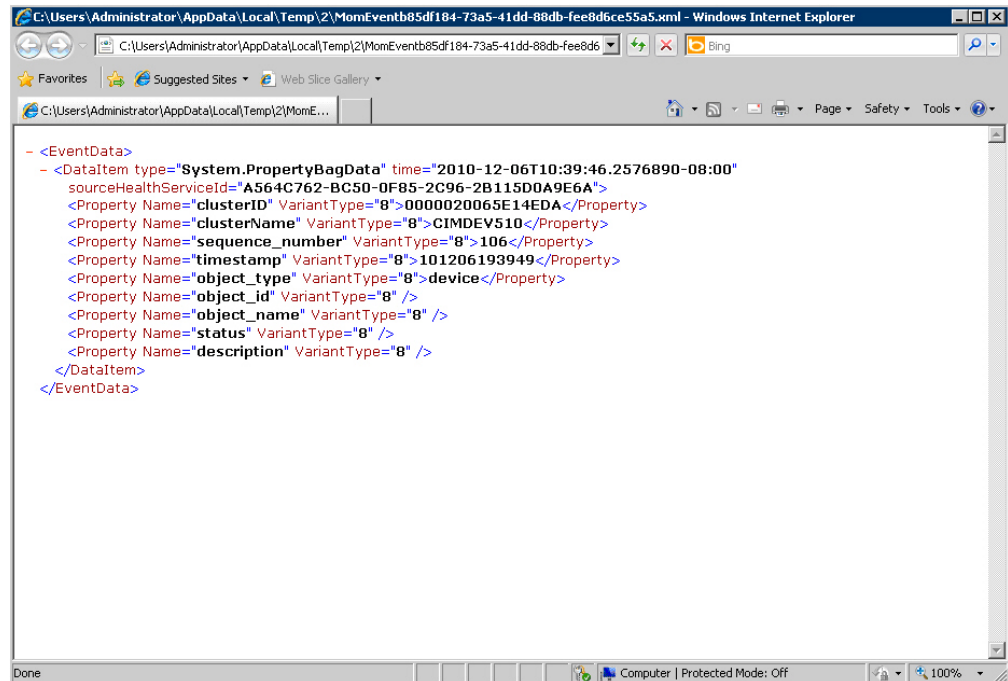 C:\Users\Administrator\AppData\Local\Temp\2\MomEventb85df184-73a5-41dd-88db-fee8d6ce55a5.xml - Windows Internet Explorer
C:\Users\Administrator\AppData\Local\Temp\2\MomEventb85df184-73a5-41dd-88db-fee8d6 Bing
Favorites Suggested Sites Web Slice Gallery
C:\Users\Administrator\AppData\Local\Temp\2\MomE... Page Safety Tools
- <EventData>
- <DataItem type="System.PropertyBagData" time="2010-12-06T10:39:46.2576890-08:00"
sourceHealthServiceId="A564C762-BC50-0F85-2C96-2B115D0A9E6A">
<Property Name="clusterID" VariantType="8">0000020065E14EDA</Property>
<Property Name="clusterName" VariantType="8">CIMDEV510</Property>
<Property Name="sequence_number" VariantType="8">106</Property>
<Property Name="timestamp" VariantType="8">101206193949</Property>
<Property Name="object_type" VariantType="8">device</Property>
<Property Name="object_id" VariantType="8" />
<Property Name="object_name" VariantType="8" />
<Property Name="status" VariantType="8" />
<Property Name="description" VariantType="8" />
</DataItem>
</EventData>
Done Computer | Protected Mode: Off 100%